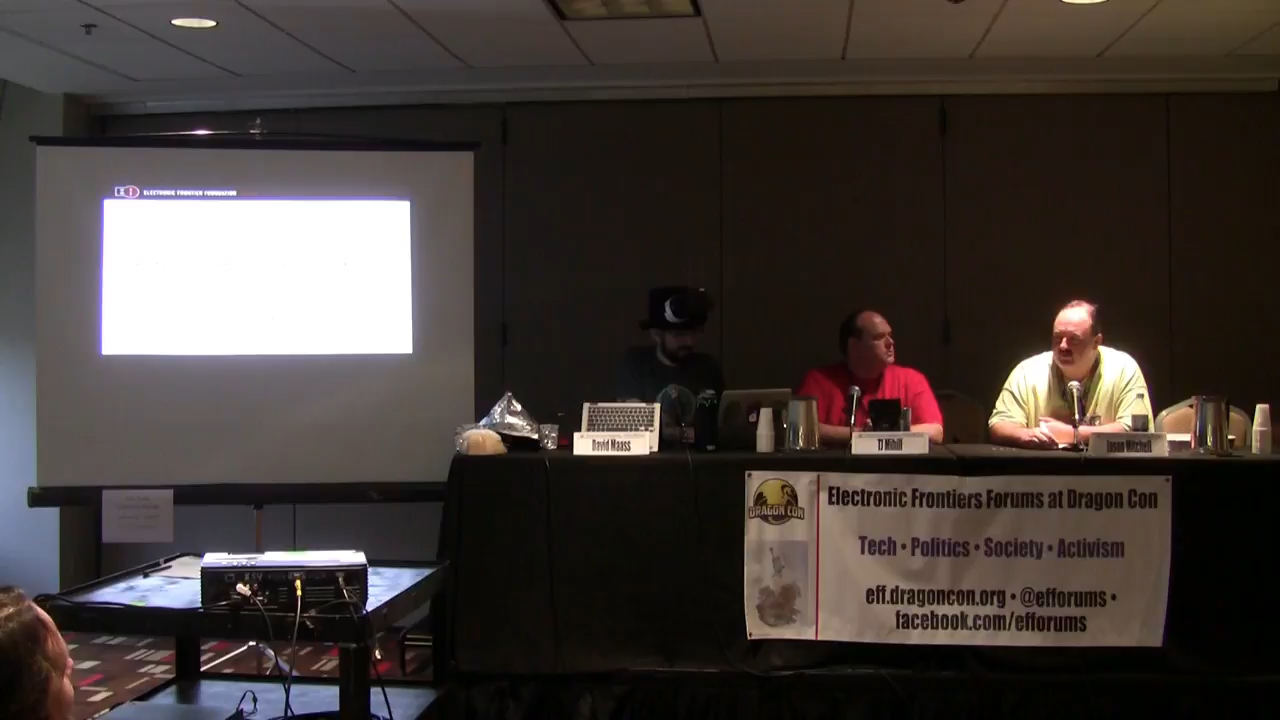 ELECTRONIC FRONTIER FOUNDATION
David Maass
TJ Mihill
Jason Mitchell
DRAGON CON
Electronic Frontiers Forums at Dragon Con
Tech • Politics • Society • Activism
eff.dragoncon.org • @efforums •
facebook.com/efforums